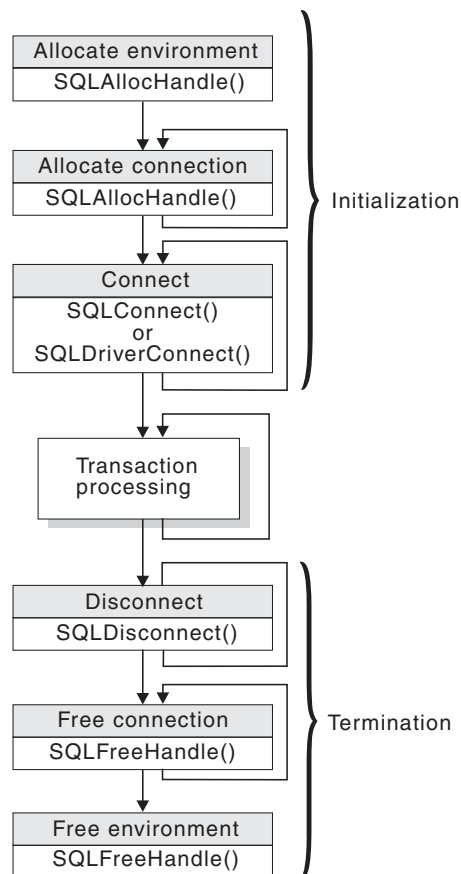 Allocate environment
SQLAllocHandle()
Allocate connection
SQLAllocHandle()
Initialization
Connect
SQLConnect()
or
SQLDriverConnect()
Transaction
processing
Disconnect
SQLDisconnect()
Free connection
SQLFreeHandle()
Termination
Free environment
SQLFreeHandle()